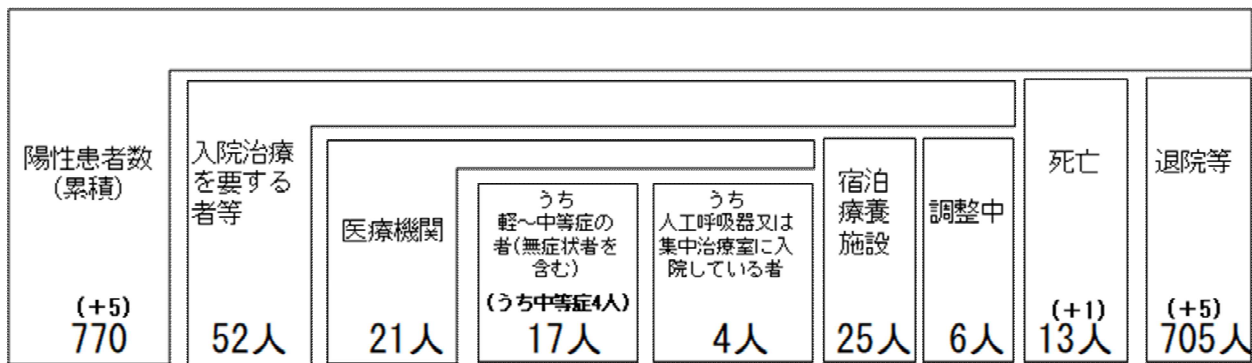 陽性患者数
(累積)
(+5)
770
入院治療
を要する
者等
52人
医療機関
21人
うち
軽～中等症の
者(無症状者を
含む)
(うち中等症4人)
17人
うち
人工呼吸器又は
集中治療室に入
院している者
4人
宿泊
療養
施設
25人
調整中
6人
死亡
(+1)
13人
退院等
(+5)
705人